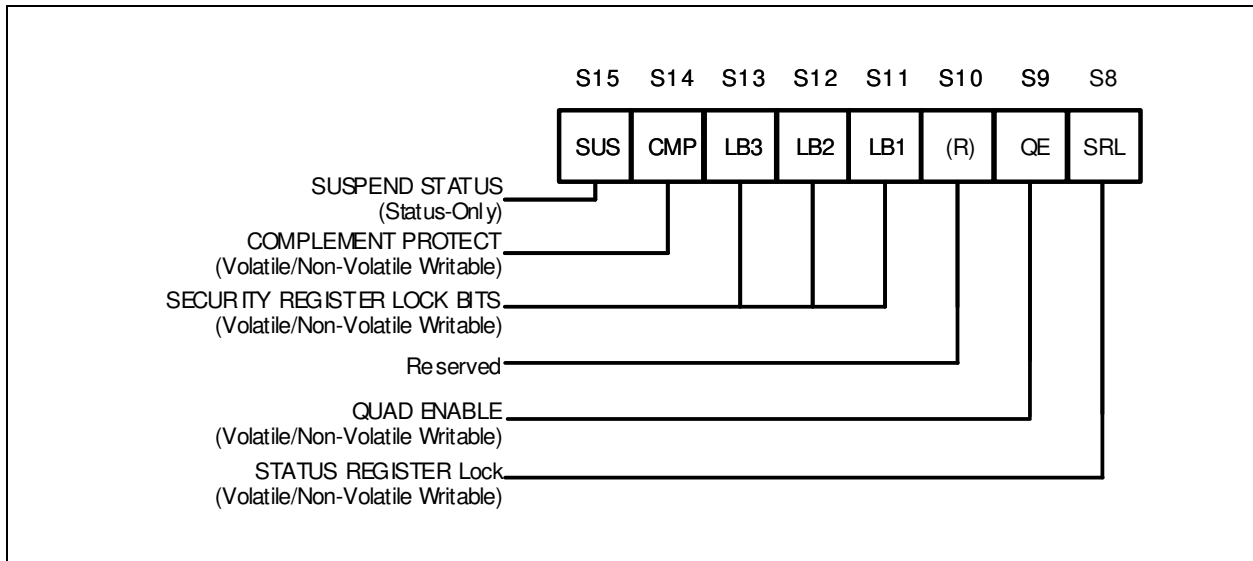 S15 S14 S13 S12 S11 S10 S9 S8
SUS CMP LB3 LB2 LB1 (R) QE SRL
SUSPEND STATUS
(Status-Only)
COMPLEMENT PROTECT
(Volatile/Non-Volatile Writable)
SECURITY REGISTER LOCK BITS
(Volatile/Non-Volatile Writable)
Reserved
QUAD ENABLE
(Volatile/Non-Volatile Writable)
STATUS REGISTER Lock
(Volatile/Non-Volatile Writable)